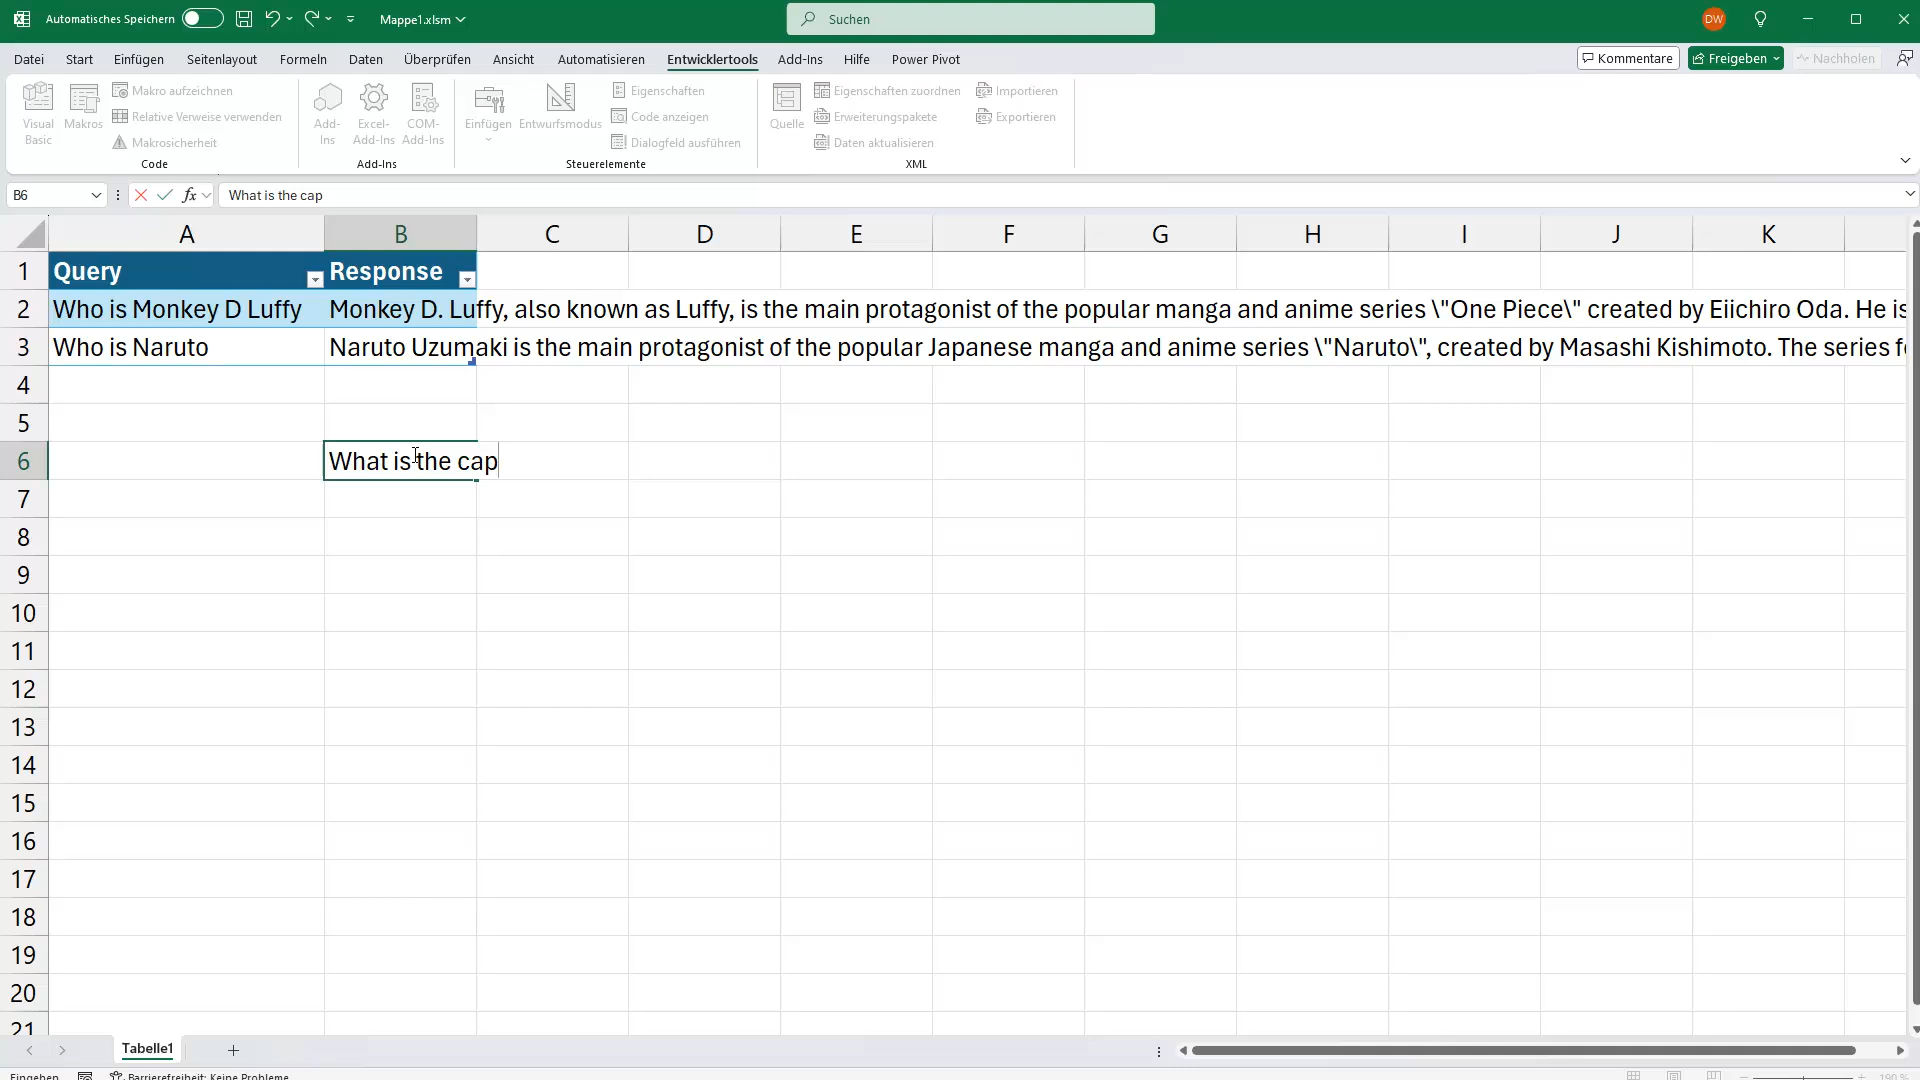 Automatisches Speichern
Mappe1.xlsm
Suchen
DW
Datei Start Einfügen Seitenlayout Formeln Daten Überprüfen Ansicht Automatisieren Entwicklertools Add-Ins Hilfe Power Pivot
Kommentare Freigeben Nachholen
Visual Basic
Makros
Makro aufzeichnen
Relative Verweise verwenden
Makrosicherheit
Code
Add-Ins
Excel-Add-Ins
COM-Add-Ins
Add-Ins
Einfügen
Entwurfsmodus
Eigenschaften
Code anzeigen
Dialogfeld ausführen
Steuerelemente
Quelle
Eigenschaften zuordnen
Erweiterungspakete
Daten aktualisieren
Importieren
Exportieren
XML
B6 fx What is the cap
A B C D E F G H I J K
1 Query Response
2 Who is Monkey D Luffy Monkey D. Luffy, also known as Luffy, is the main protagonist of the popular manga and anime series \"One Piece\" created by Eiichiro Oda. He is
3 Who is Naruto Naruto Uzumaki is the main protagonist of the popular Japanese manga and anime series \"Naruto\", created by Masashi Kishimoto. The series
4
5
6 What is the cap
7
8
9
10
11
12
13
14
15
16
17
18
19
20
21
Tabelle1
Eingeben Barrierefreiheit: Keine Probleme 190 %